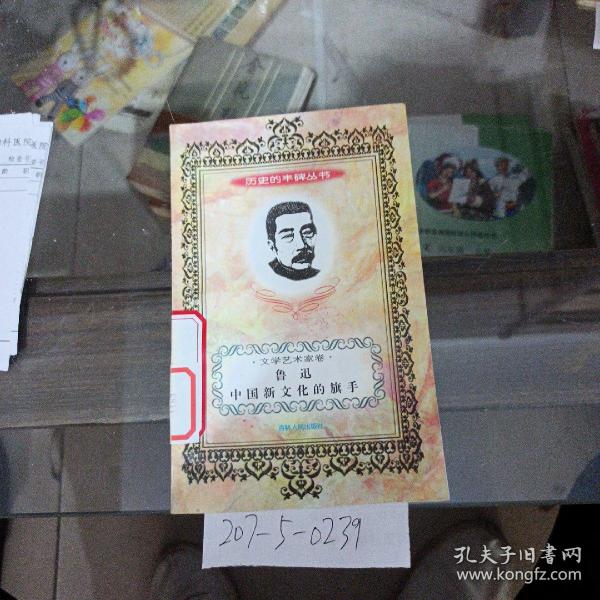 历史的丰碑丛书
·文学艺术家卷·
鲁迅
中国新文化的旗手
吉林人民出版社
207-5-0239
孔夫子旧书网
www.kongfz.com